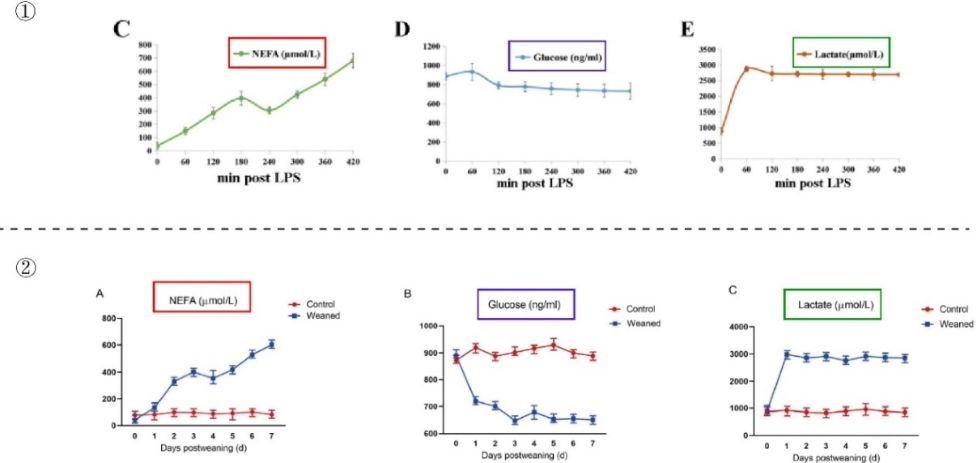 ①
C
NEFA (μmol/L)
800
700
600
500
400
300
200
100
0
0 60 120 180 240 300 360 420
min post LPS
D
Glucose (ng/ml)
1200
1000
800
600
400
200
0
0 60 120 180 240 300 360 420
min post LPS
E
Lactate(μmol/L)
3500
3000
2500
2000
1500
1000
500
0
0 60 120 180 240 300 360 420
min post LPS
②
A
NEFA (μmol/L)
Control
Weaned
800
600
400
200
0
0 1 2 3 4 5 6 7
Days postweaning (d)
B
Glucose (ng/ml)
Control
Weaned
1000
900
800
700
600
0 1 2 3 4 5 6 7
Days postweaning (d)
C
Lactate (μmol/L)
Control
Weaned
4000
3000
2000
1000
0
0 1 2 3 4 5 6 7
Days postweaning (d)